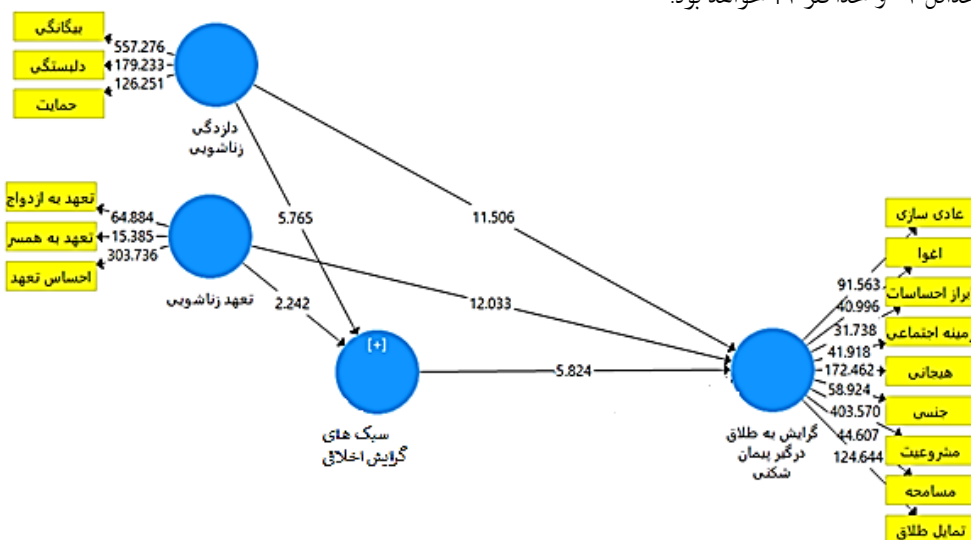 بیگانگی
557.276
دلبستگی
179.233
126.251
حمایت
دلزدگی
زناشویی
تعهد به ازدواج
64.884
تعهد به همسر
15.385
303.736
احساس تعهد
تعهد زناشویی
5.765
11.506
2.242
12.033
[+]
5.824
سبک های
گرایش اخلاقی
گرایش به طلاق
درگیر پیمان
شکنی
عادی سازی
اغوا
91.563
براز احساسات
40.996
31.738
مینه اجتماعی
41.918
172.462
هیجانی
58.924
جنسی
403.570
44.607
مشروعیت
124.644
مسامحه
تمایل طلاق